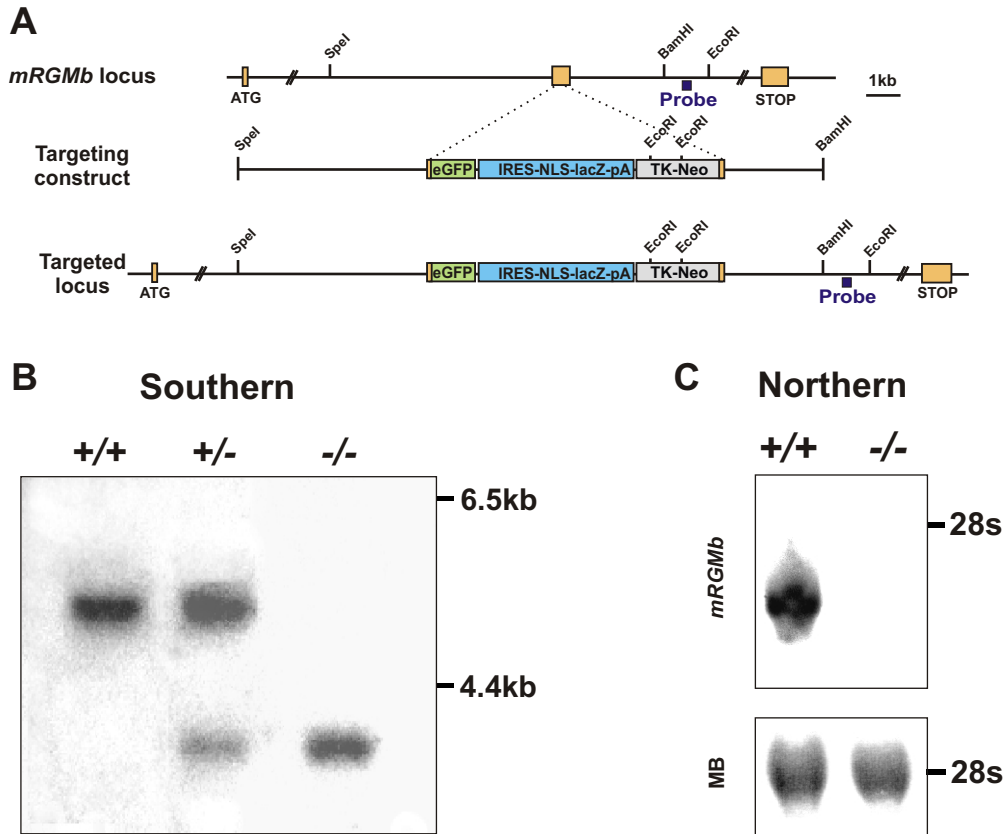 A
SpeI
BamHI
EcoRI
mRGMb locus
ATG
Probe
STOP
1kb
Targeting
construct
SpeI
eGFP
IRES-NLS-lacZ-pA
EcoRI
EcoRI
TK-Neo
BamHI
Targeted
locus
ATG
SpeI
eGFP
IRES-NLS-lacZ-pA
EcoRI
EcoRI
TK-Neo
BamHI
EcoRI
Probe
STOP
B
Southern
+/+ +/- -/-
6.5kb
4.4kb
C
Northern
+/+ -/-
mRGMb
28s
MB
28s